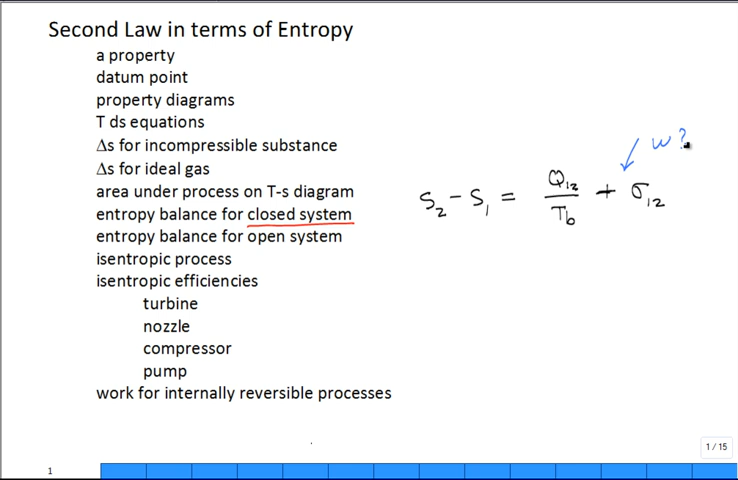 Second Law in terms of Entropy
a property
datum point
property diagrams
T ds equations
Δs for incompressible substance
Δs for ideal gas
area under process on T-s diagram
entropy balance for closed system
entropy balance for open system
isentropic process
isentropic efficiencies
turbine
nozzle
compressor
pump
work for internally reversible processes
w?
S₂ - S₁ = Q₁₂/T_b + σ₁₂
1 / 15
1